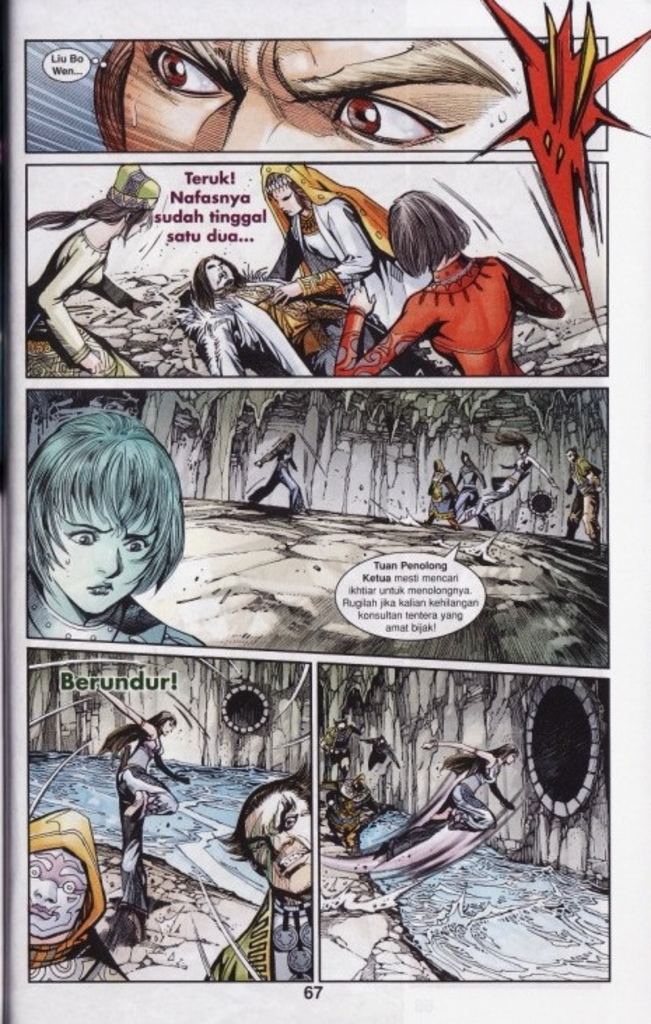 Liu Bo
Wen...
Teruk!
Nafasnya
sudah tinggal
satu dua...
Tuan Penolong
Ketua mesti mencari
ikhtiar untuk menolongnya.
Rugilah jika kalian kehilangan
konsultan tentera yang
amat bijak!
Berundur!
67